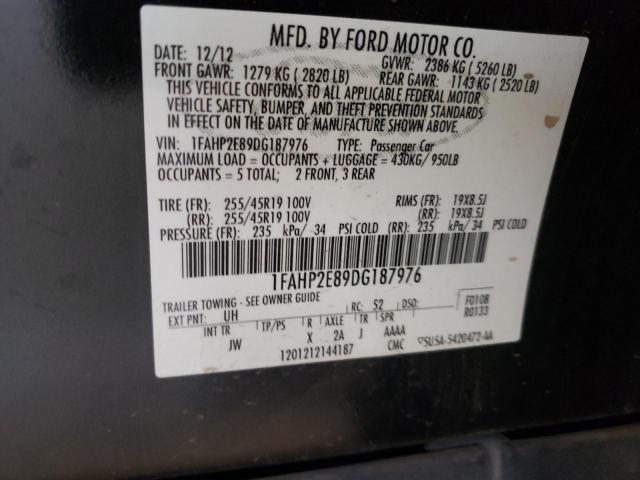 MFD. BY FORD MOTOR CO.
DATE: 12/12 GVWR: 2386 KG (5260 LB)
FRONT GAWR: 1279 KG (2820 LB) REAR GAWR: 1143 KG (2520 LB)
THIS VEHICLE CONFORMS TO ALL APPLICABLE FEDERAL MOTOR
VEHICLE SAFETY, BUMPER, AND THEFT PREVENTION STANDARDS
IN EFFECT ON THE DATE OF MANUFACTURE SHOWN ABOVE.
VIN: 1FAHP2E89DG187976 TYPE: Passenger Car
MAXIMUM LOAD = OCCUPANTS + LUGGAGE = 430KG/ 950LB
OCCUPANTS = 5 TOTAL; 2 FRONT, 3 REAR
TIRE (FR): 255/45R19 100V RIMS (FR): 19X8.5J
(RR): 255/45R19 100V (RR): 19X8.5J
PRESSURE (FR): 235 kPa/ 34 PSI COLD (RR): 235 kPa/ 34 PSI COLD
1FAHP2E89DG187976
TRAILER TOWING - SEE OWNER GUIDE
EXT PNT: UH RC: 52 DSO: F0108
R0133
INT TR TP/PS R AXLE TR SPR
JW X 2A J AAAA
1201212144187 CMC 5U5A-5420472-AA